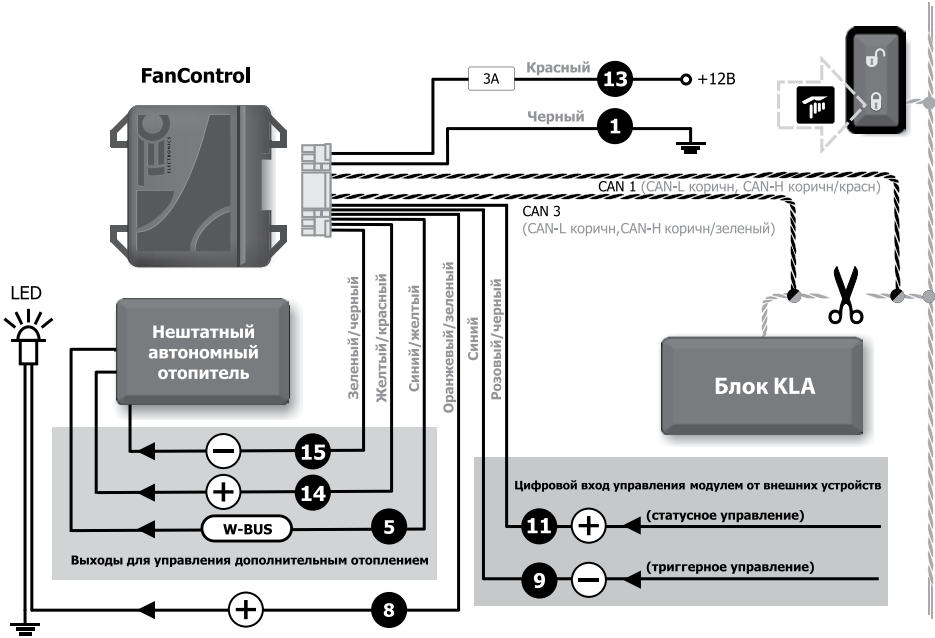 FanControl
TEC
ELECTRONICS
3А
Красный
13
+12В
Черный
1
CAN 1 (CAN-L коричн, CAN-H коричн/красн)
CAN 3
(CAN-L коричн,CAN-H коричн/зеленый)
LED
Нештатный
автономный
отопитель
Зеленый/черный
Желтый/красный
Синий/желтый
Оранжевый/зеленый
Синий
Розовый/черный
Блок KLA
15
14
W-BUS
5
Выходы для управления дополнительным отоплением
8
Цифровой вход управления модулем от внешних устройств
11
(статусное управление)
9
(триггерное управление)